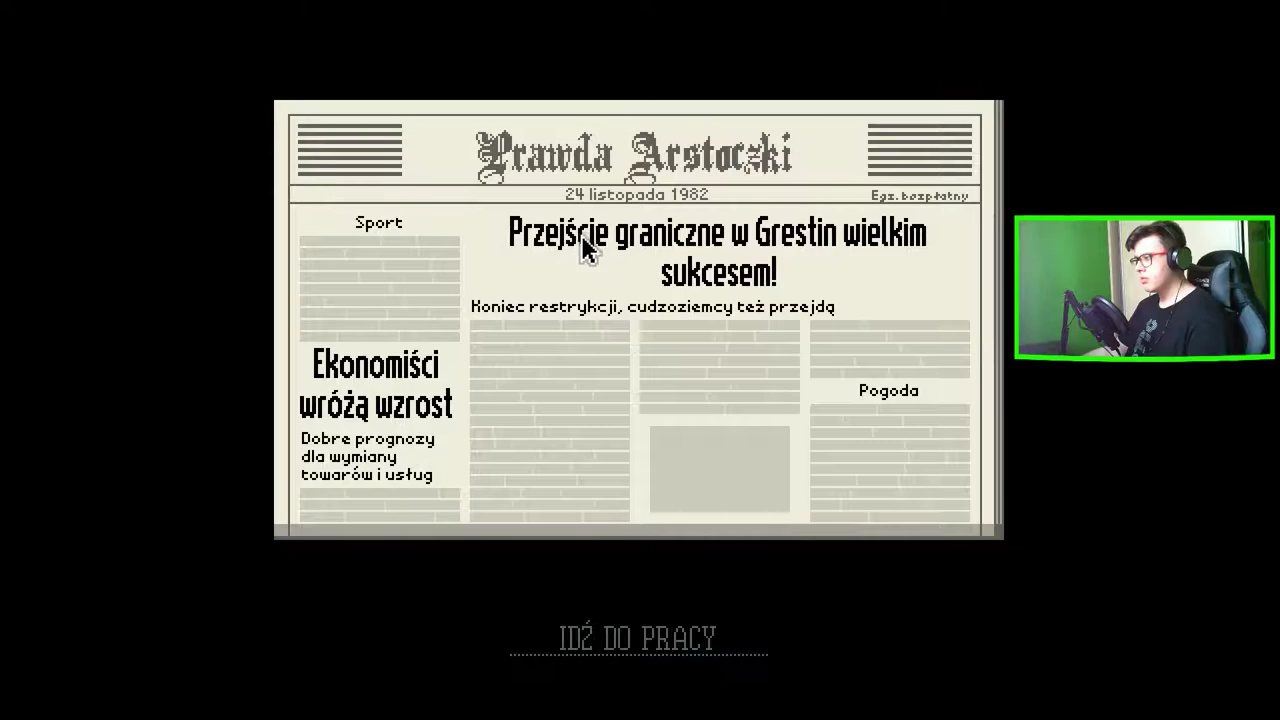 Prawda Arstoczki
24 listopada 1982
Egz. bezpłatny
Sport
Ekonomiści
wróżą wzrost
Dobre prognozy
dla wymiany
towarów i usług
Przejście graniczne w Grestin wielkim
sukcesem!
Koniec restrykcji, cudzoziemcy też przejdą
Pogoda
IDŹ DO PRACY